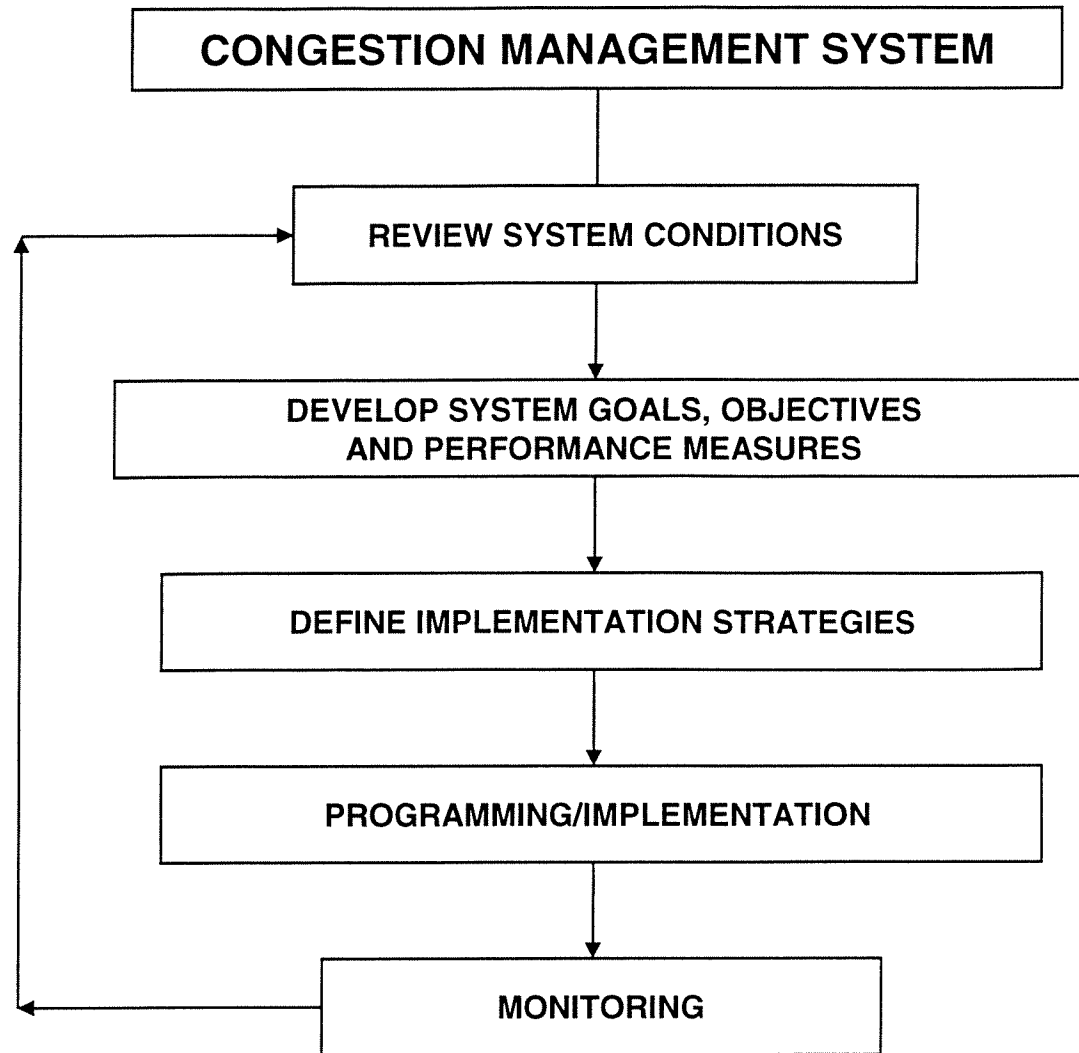 CONGESTION MANAGEMENT SYSTEM
REVIEW SYSTEM CONDITIONS
DEVELOP SYSTEM GOALS, OBJECTIVES
AND PERFORMANCE MEASURES
DEFINE IMPLEMENTATION STRATEGIES
PROGRAMMING/IMPLEMENTATION
MONITORING